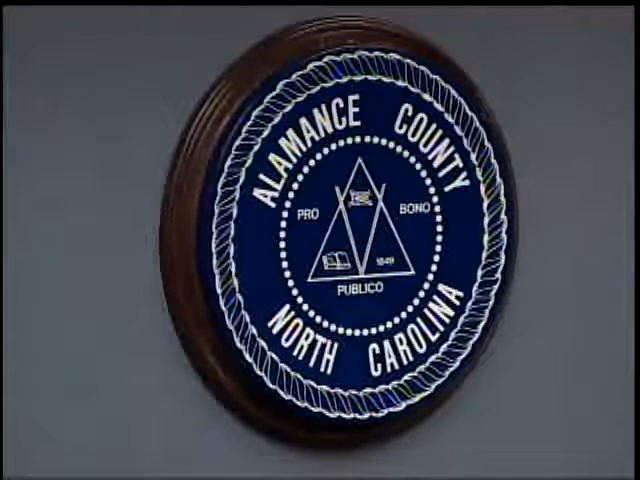 ALAMANCE COUNTY
PRO BONO
1849
PUBLICO
NORTH CAROLINA